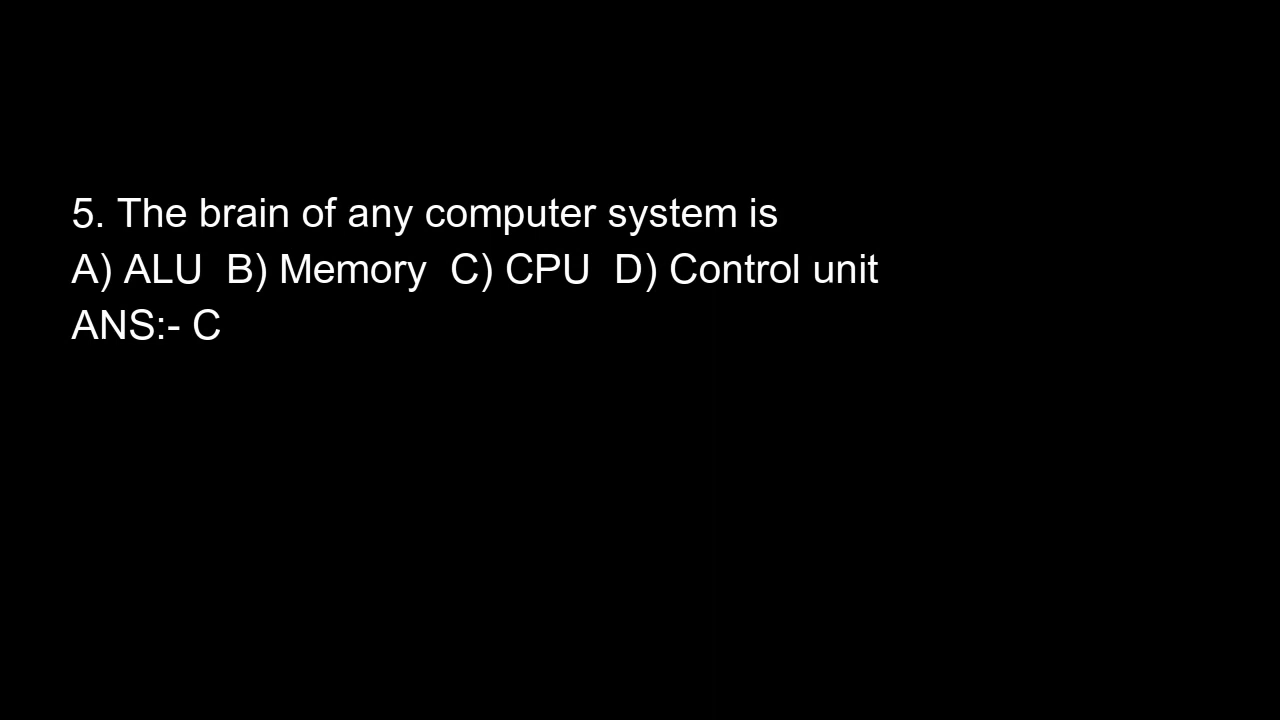 5. The brain of any computer system is
A) ALU  B) Memory  C) CPU  D) Control unit
ANS:- C